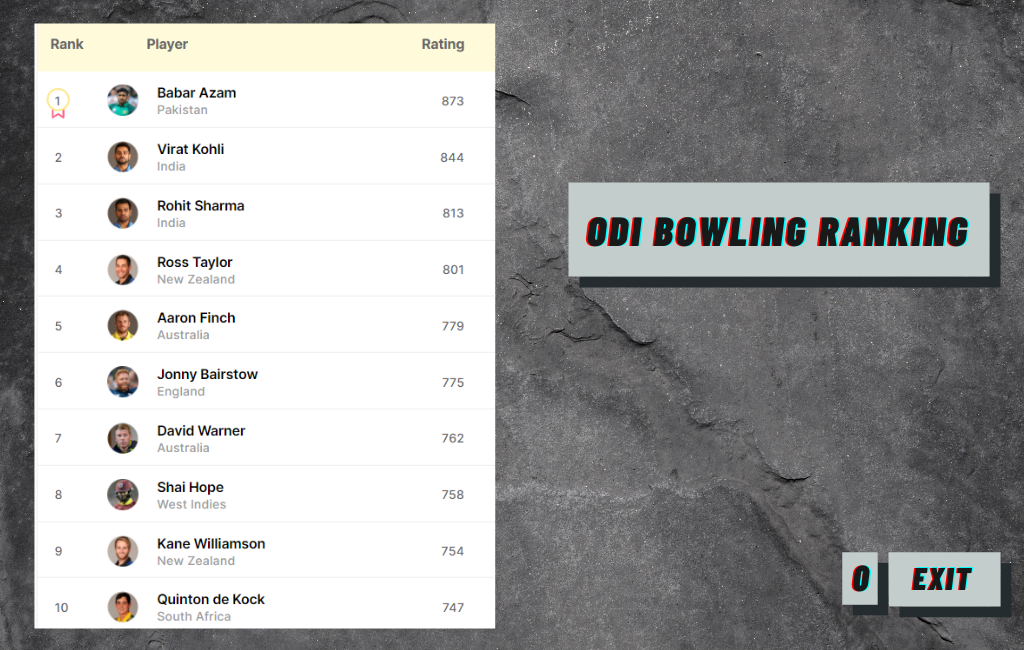 Rank Player Rating
1 Babar Azam 873
Pakistan
2 Virat Kohli 844
India
3 Rohit Sharma 813
India
4 Ross Taylor 801
New Zealand
5 Aaron Finch 779
Australia
6 Jonny Bairstow 775
England
7 David Warner 762
Australia
8 Shai Hope 758
West Indies
9 Kane Williamson 754
New Zealand
10 Quinton de Kock 747
South Africa
ODI BOWLING RANKING
O EXIT